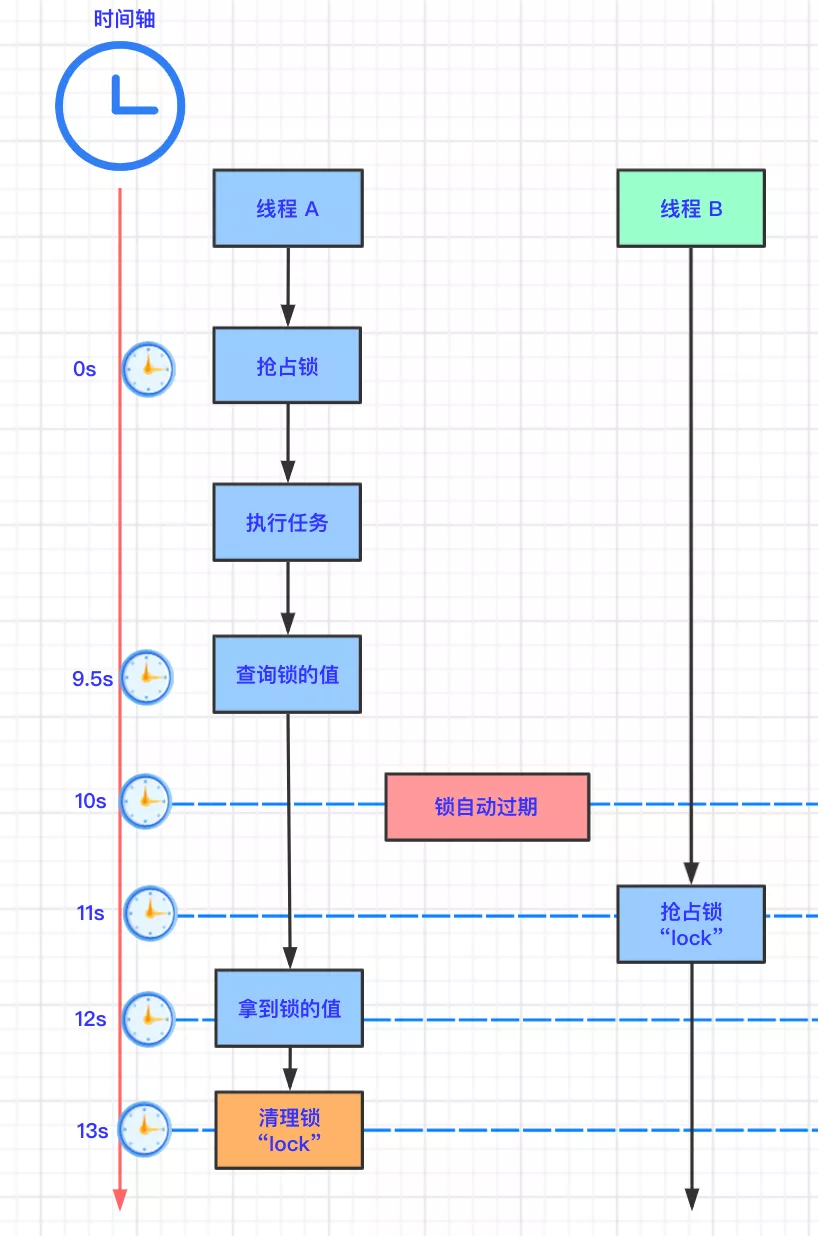 时间轴
线程 A
线程 B
0s
抢占锁
执行任务
9.5s
查询锁的值
10s
锁自动过期
11s
抢占锁
“lock”
12s
拿到锁的值
13s
清理锁
“lock”